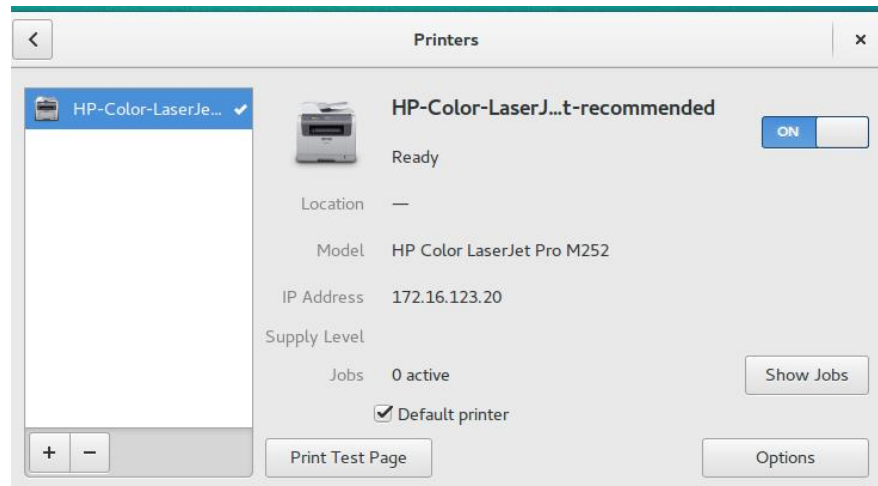 Printers
HP-Color-LaserJe...
HP-Color-LaserJ...t-recommended
ON
Ready
Location —
Model HP Color LaserJet Pro M252
IP Address 172.16.123.20
Supply Level
Jobs 0 active
Show Jobs
Default printer
+ −
Print Test Page
Options